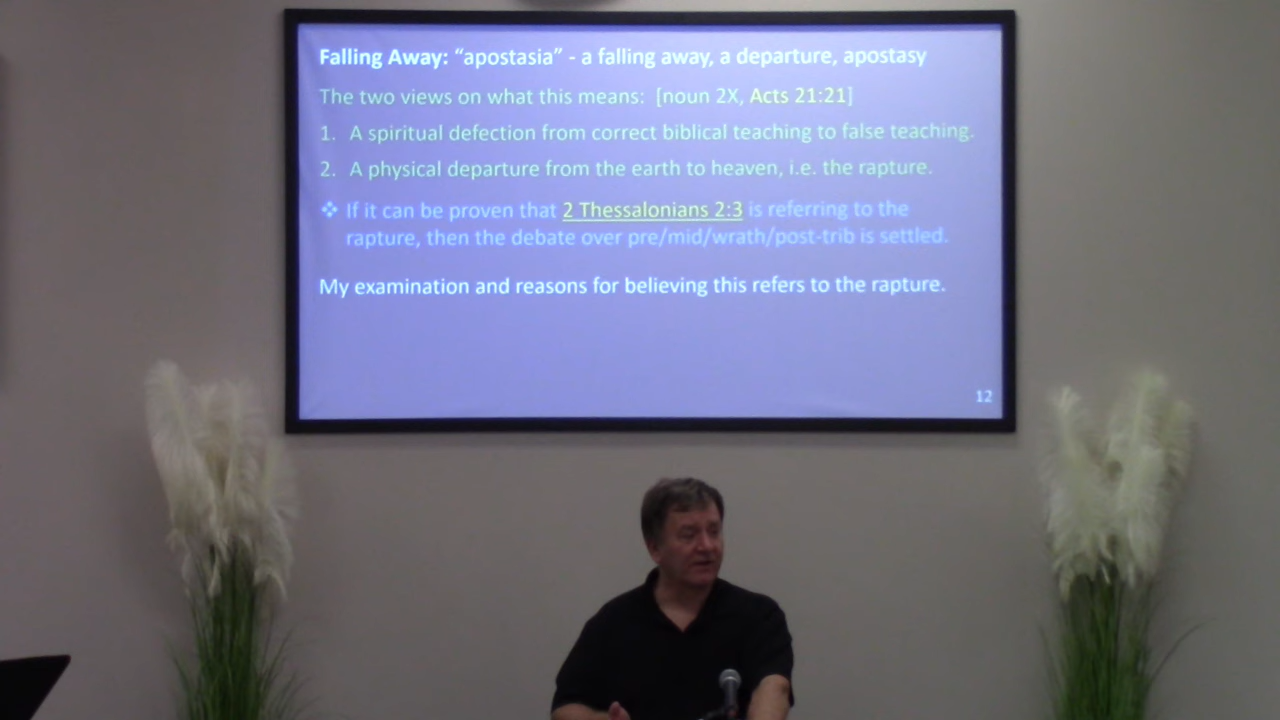 Falling Away: “apostasia” - a falling away, a departure, apostasy
The two views on what this means: [noun 2X, Acts 21:21]
1. A spiritual defection from correct biblical teaching to false teaching.
2. A physical departure from the earth to heaven, i.e. the rapture.
❖ If it can be proven that 2 Thessalonians 2:3 is referring to the
rapture, then the debate over pre/mid/wrath/post-trib is settled.
My examination and reasons for believing this refers to the rapture.
12